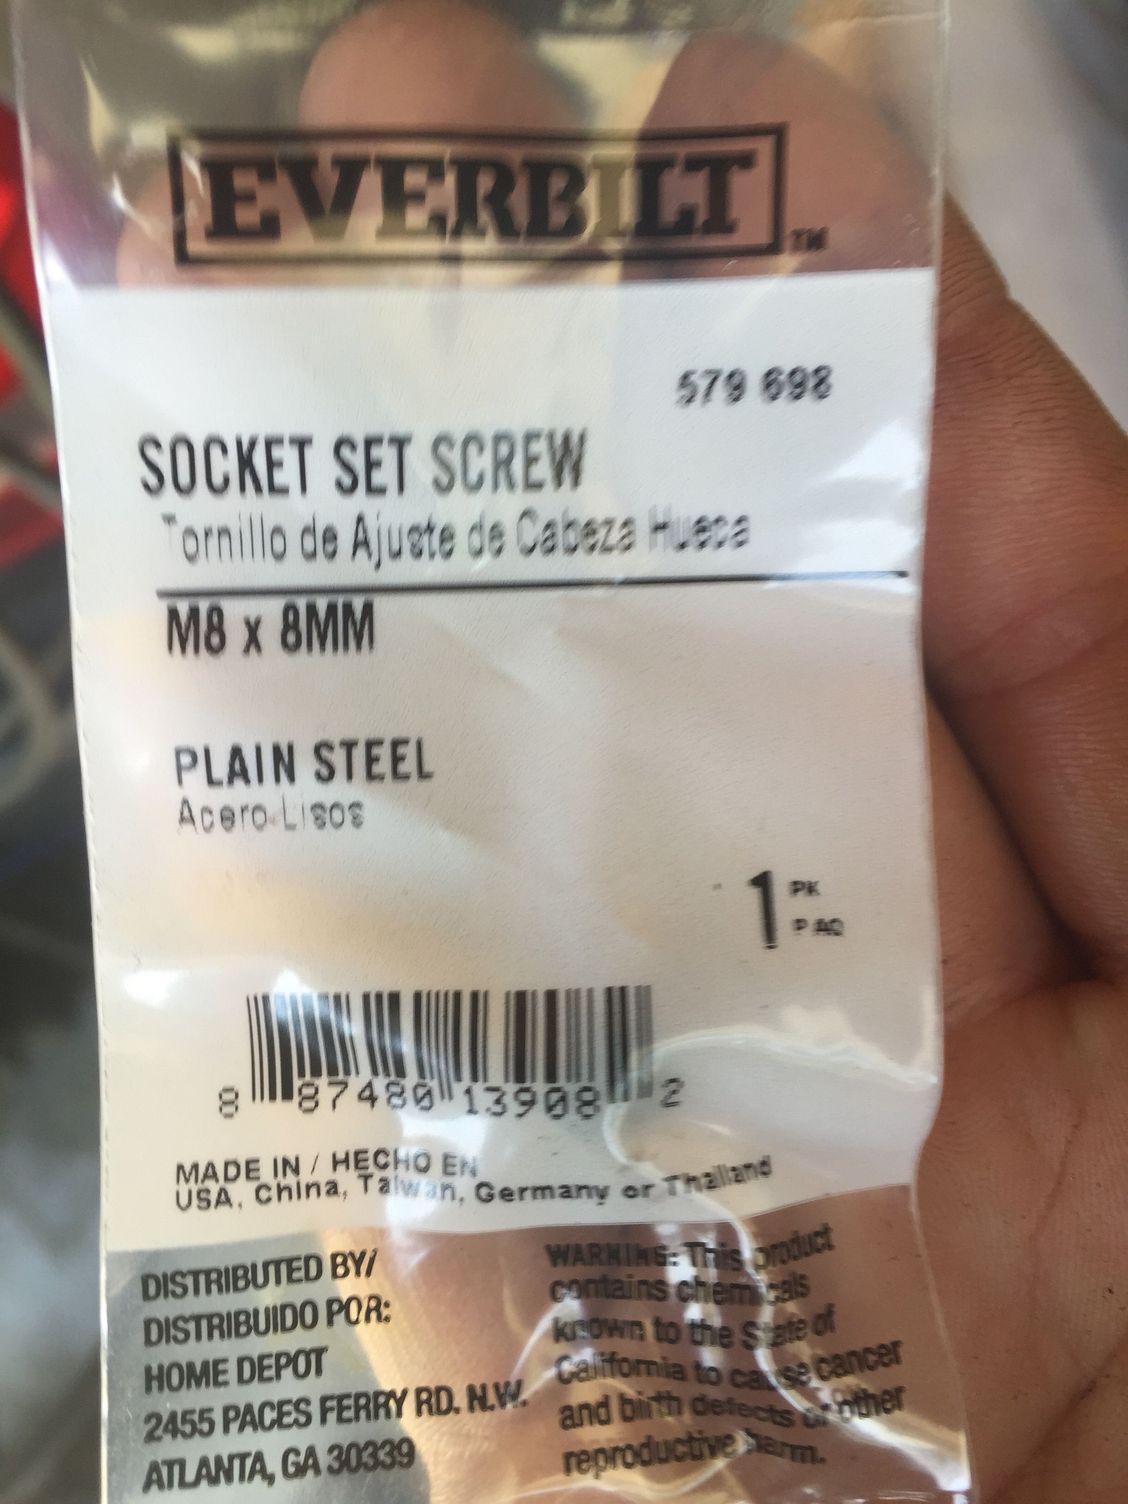 EVERBILT™
579 698
SOCKET SET SCREW
Tornillo de Ajuste de Cabeza Hueca
M8 x 8MM
PLAIN STEEL
Acero Lisos
1 PK
PAQ
8 87480 13908 2
MADE IN / HECHO EN
USA, China, Taiwan, Germany or Thailand
DISTRIBUTED BY/
DISTRIBUIDO POR:
HOME DEPOT
2455 PACES FERRY RD. N.W.
ATLANTA, GA 30339
WARNING: This product
contains chemicals
known to the State of
California to cause cancer
and birth defects or other
reproductive harm.